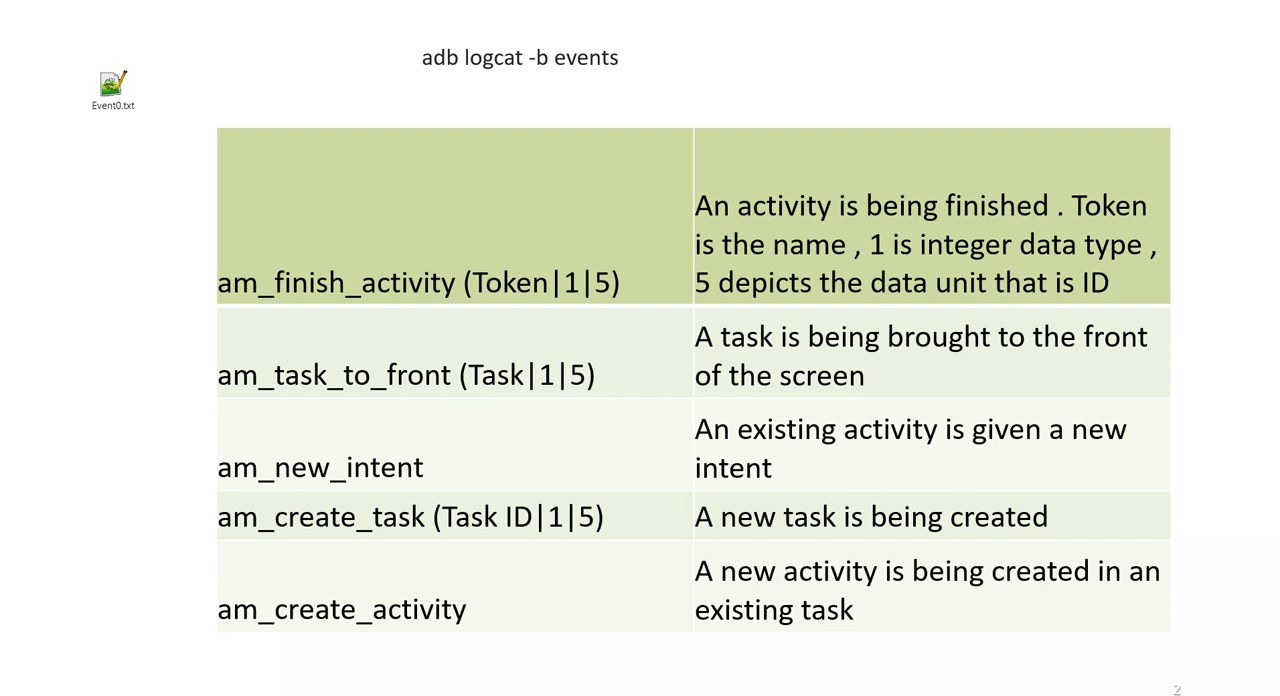 adb logcat -b events
Event0.txt
am_finish_activity (Token|1|5)
An activity is being finished . Token
is the name , 1 is integer data type ,
5 depicts the data unit that is ID
am_task_to_front (Task|1|5)
A task is being brought to the front
of the screen
am_new_intent
An existing activity is given a new
intent
am_create_task (Task ID|1|5)
A new task is being created
am_create_activity
A new activity is being created in an
existing task
2